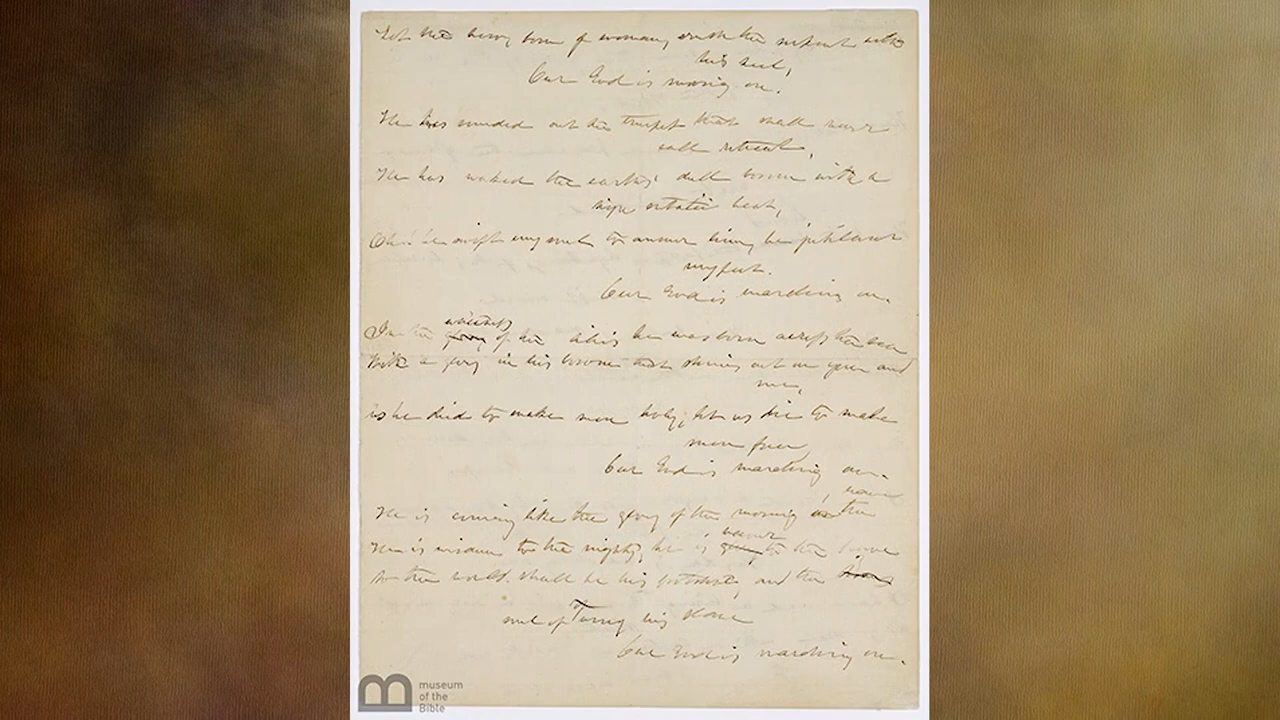 Let the hero, born of woman, crush the serpent with
his heel,
Our God is marching on.
He has sounded out the trumpet that shall never
call retreat,
He has waked the earth's dull bosom with a
high ecstatic beat,
Oh! be swift my soul to answer him, be jubilant
my feet.
Our God is marching on.
whiteness
In the glory of the lilies he was born across the sea
With a glory in his bosom that shines out on you and
me,
As he died to make men holy, let us die to make
men free,
Our God is marching on.
He is coming like the glory of the morning on the
wave
He is wisdom to the mighty, he is to the brave
honour
So the world shall be his footstool, and the
soul of Time his slave
Our God is marching on.
museum
of the
Bible